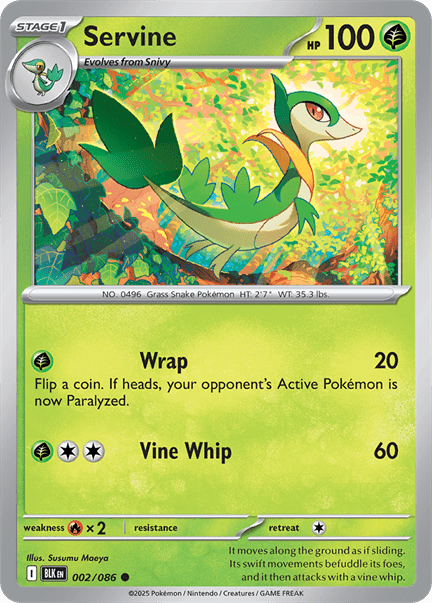 STAGE 1
Servine
HP 100
Evolves from Snivy
NO. 0496 Grass Snake Pokémon HT: 2'7" WT: 35.3 lbs.
Wrap 20
Flip a coin. If heads, your opponent's Active Pokémon is
now Paralyzed.
Vine Whip 60
weakness ×2 resistance retreat
Illus. Susumu Maeya
I BLK EN 002/086
It moves along the ground as if sliding.
Its swift movements befuddle its foes,
and it then attacks with a vine whip.
©2025 Pokémon / Nintendo / Creatures / GAME FREAK